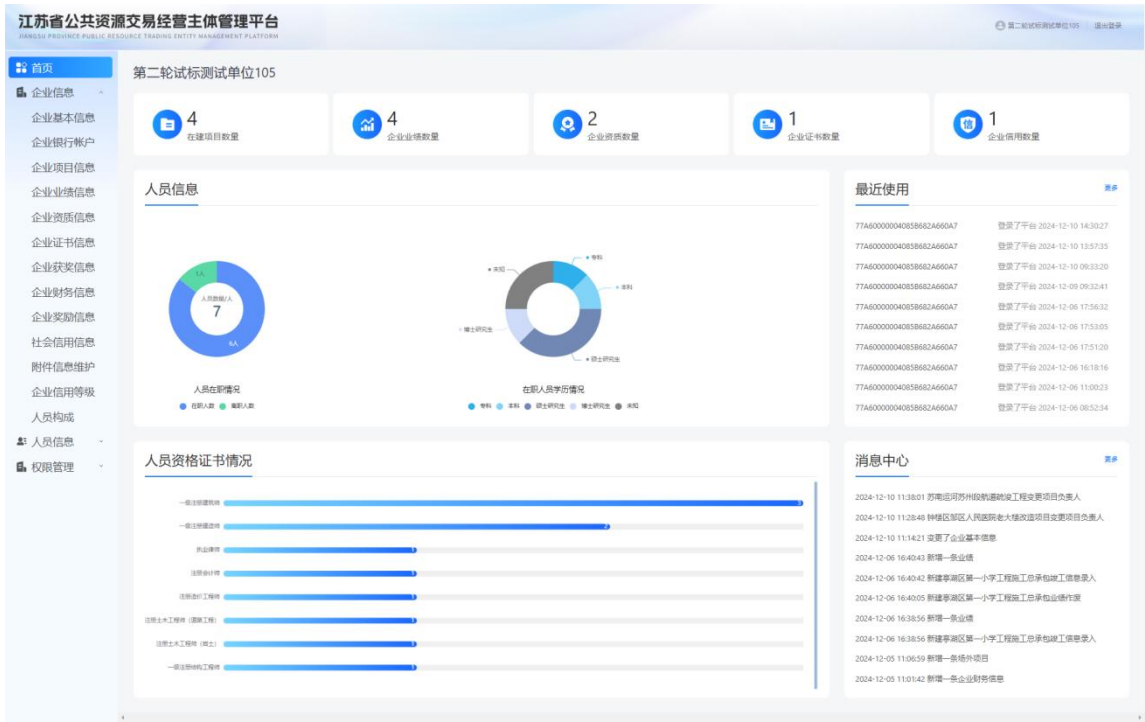 江苏省公共资源交易经营主体管理平台
JIANGSU PROVINCE PUBLIC RESOURCE TRADING ENTITY MANAGEMENT PLATFORM
第二轮试标测试单位105 退出登录
首页
企业信息
企业基本信息
企业银行帐户
企业项目信息
企业业绩信息
企业资质信息
企业证书信息
企业获奖信息
企业财务信息
企业奖励信息
社会信用信息
附件信息维护
企业信用等级
人员构成
人员信息
权限管理
第二轮试标测试单位105
4
在建项目数量
4
企业业绩数量
2
企业资质数量
1
企业证书数量
信
1
企业信用数量
人员信息
1人
人员数量/人
7
6人
人员在职情况
在职人数 离职人数
未知
专科
本科
博士研究生
硕士研究生
在职人员学历情况
专科 本科 硕士研究生 博士研究生 未知
最近使用
更多
77A60000004085B682A660A7 登录了平台 2024-12-10 14:30:27
77A60000004085B682A660A7 登录了平台 2024-12-10 13:57:35
77A60000004085B682A660A7 登录了平台 2024-12-10 09:33:20
77A60000004085B682A660A7 登录了平台 2024-12-09 09:32:41
77A60000004085B682A660A7 登录了平台 2024-12-06 17:56:32
77A60000004085B682A660A7 登录了平台 2024-12-06 17:53:05
77A60000004085B682A660A7 登录了平台 2024-12-06 17:51:20
77A60000004085B682A660A7 登录了平台 2024-12-06 16:18:16
77A60000004085B682A660A7 登录了平台 2024-12-06 11:00:23
77A60000004085B682A660A7 登录了平台 2024-12-06 08:52:34
人员资格证书情况
一级注册建筑师 3
一级注册建造师 2
执业律师 1
注册会计师 1
注册造价工程师 1
注册土木工程师（道路工程） 1
注册土木工程师（岩土） 1
一级注册结构工程师 1
消息中心
更多
2024-12-10 11:38:01 苏南运河苏州段航道疏浚工程变更项目负责人
2024-12-10 11:28:48 钟楼区邹区人民医院老大楼改造项目变更项目负责人
2024-12-10 11:14:21 变更了企业基本信息
2024-12-06 16:40:43 新增一条业绩
2024-12-06 16:40:42 新建亭湖区第一小学工程施工总承包竣工信息录入
2024-12-06 16:40:05 新建亭湖区第一小学工程施工总承包业绩作废
2024-12-06 16:38:56 新增一条业绩
2024-12-06 16:38:56 新建亭湖区第一小学工程施工总承包竣工信息录入
2024-12-05 11:06:59 新增一条场外项目
2024-12-05 11:01:42 新增一条企业财务信息